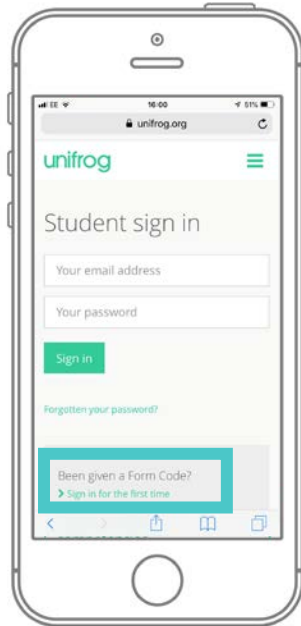 EE 16:00 51%
unifrog.org
unifrog
Student sign in
Your email address
Your password
Sign in
Forgotten your password?
Been given a Form Code?
Sign in for the first time